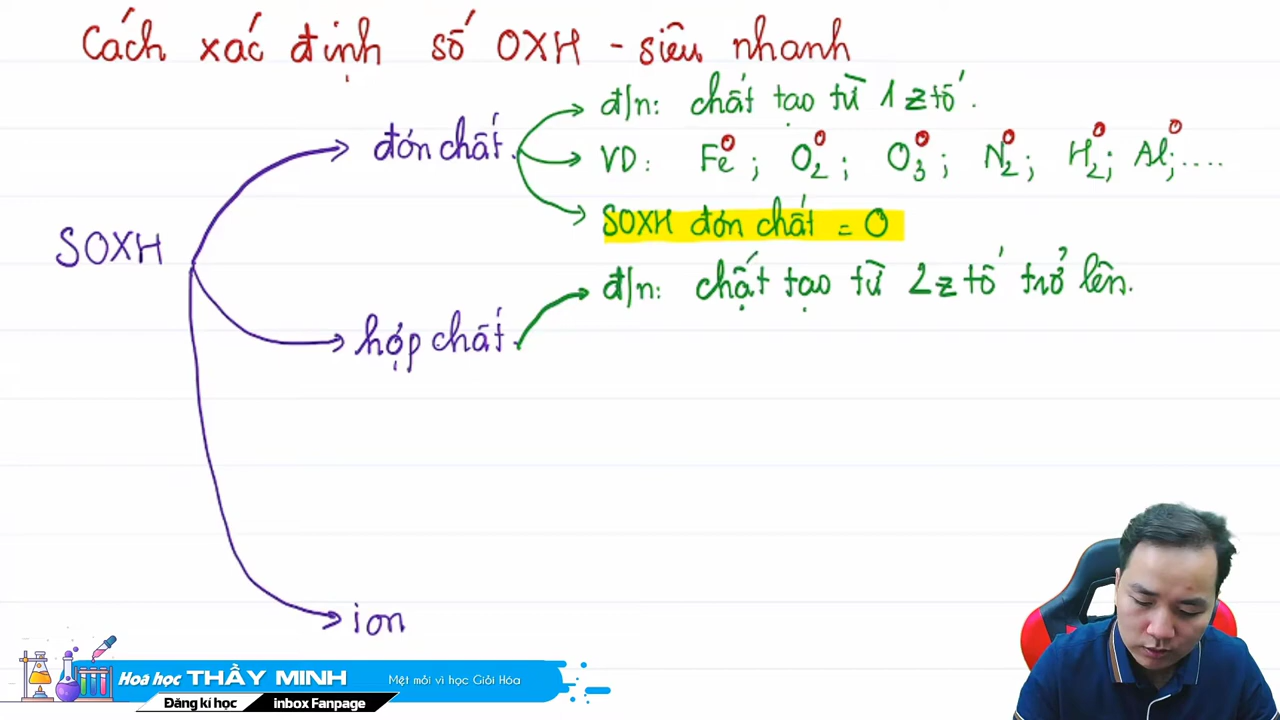 Cách xác định số OXH - siêu nhanh
đ/n: chất tạo từ 1 z tố.
đơn chất.
VD: Fe⁰; O₂⁰; O₃⁰; N₂⁰; H₂⁰; Al⁰; ....
SOXH đơn chất = 0
SOXH
đ/n: chất tạo từ 2 z tố trở lên.
hợp chất.
ion
Hoá học THẦY MINH
Mệt mỏi vì học Giỏi Hóa
Đăng kí học
inbox Fanpage